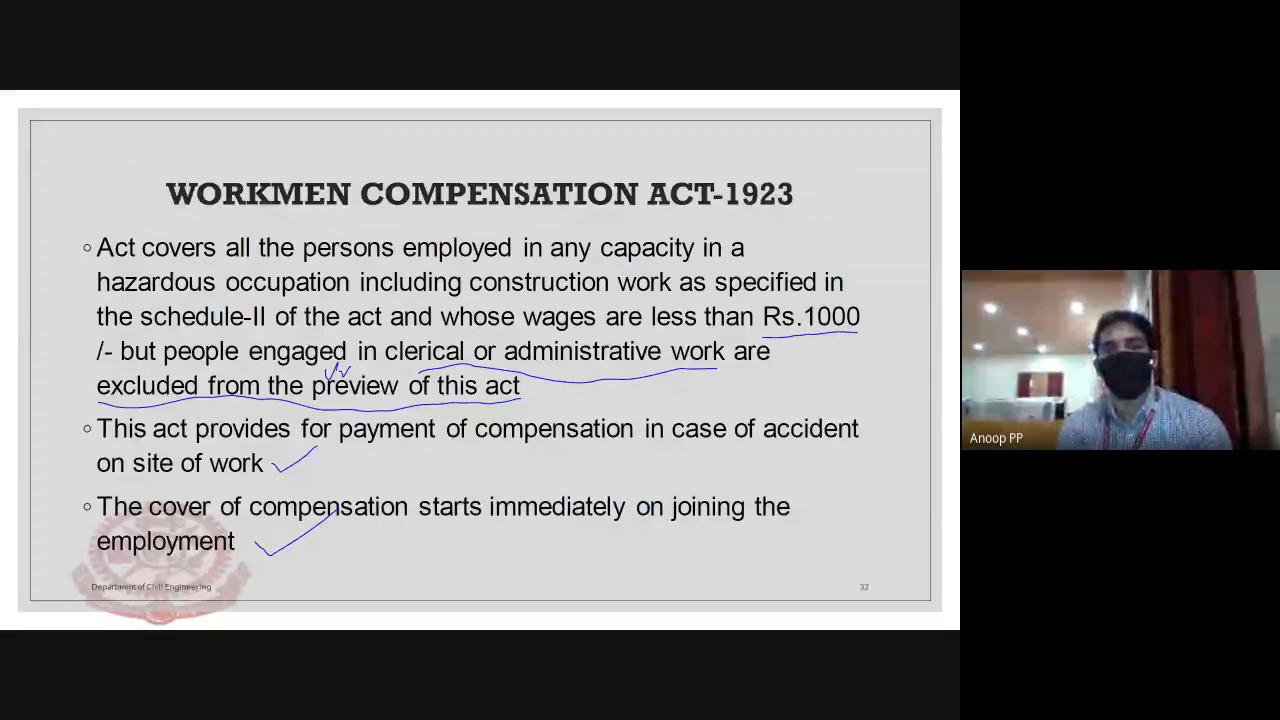 WORKMEN COMPENSATION ACT-1923
◦ Act covers all the persons employed in any capacity in a
hazardous occupation including construction work as specified in
the schedule-II of the act and whose wages are less than Rs.1000
/- but people engaged in clerical or administrative work are
excluded from the preview of this act
◦ This act provides for payment of compensation in case of accident
on site of work
◦ The cover of compensation starts immediately on joining the
employment
Department of Civil Engineering
32
Anoop PP